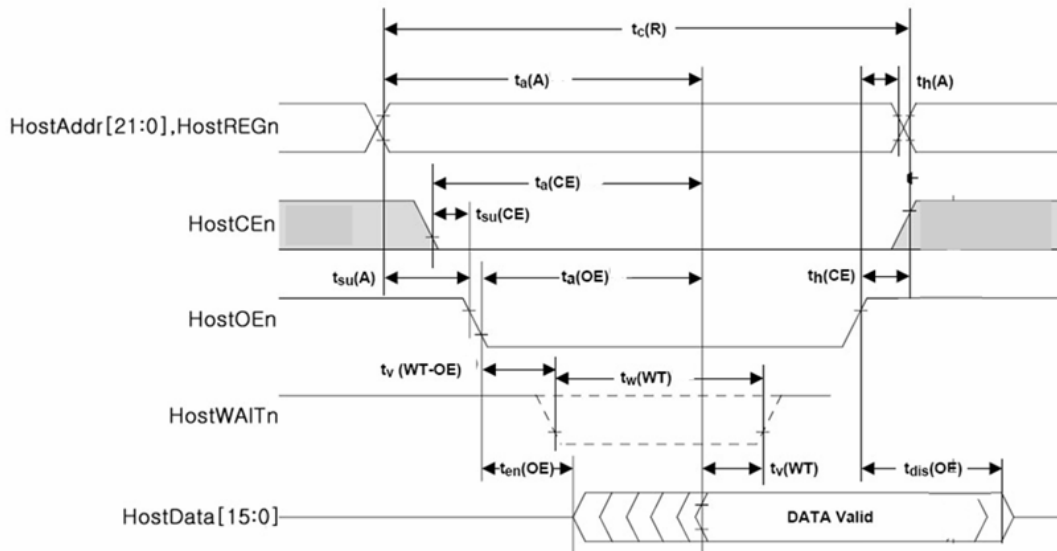 tc(R)
ta(A)
th(A)
HostAddr[21:0],HostREGn
ta(CE)
tsu(CE)
HostCEn
tsu(A)
ta(OE)
th(CE)
HostOEn
tv (WT-OE)
tw(WT)
HostWAITn
ten(OE)
tv(WT)
tdis(OE)
HostData[15:0]
DATA Valid